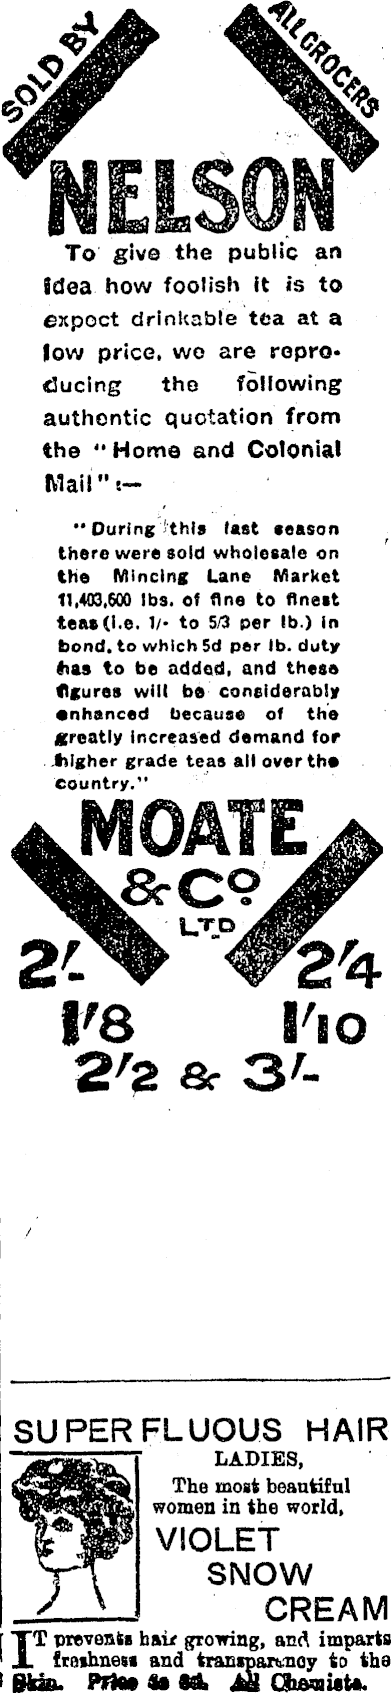 SOLD BY
ALL GROCERS
NELSON
To give the public an
idea how foolish it is to
expect drinkable tea at a
low price, we are repro-
ducing the following
authentic quotation from
the "Home and Colonial
Mail":—
"During this last season
there were sold wholesale on
the Mincing Lane Market
11,403,600 lbs. of fine to finest
teas (i.e. 1/- to 5/3 per lb.) in
bond, to which 5d per lb. duty
has to be added, and these
figures will be considerably
enhanced because of the
greatly increased demand for
higher grade teas all over the
country."
MOATE
& Co
LTD
2/- 2/4
1/8 1/10
2/2 & 3/-
SUPERFLUOUS HAIR
LADIES,
The most beautiful
women in the world,
VIOLET
SNOW
CREAM
IT prevents hair growing, and imparts
freshness and transparency to the
Skin. Price All Chemists.